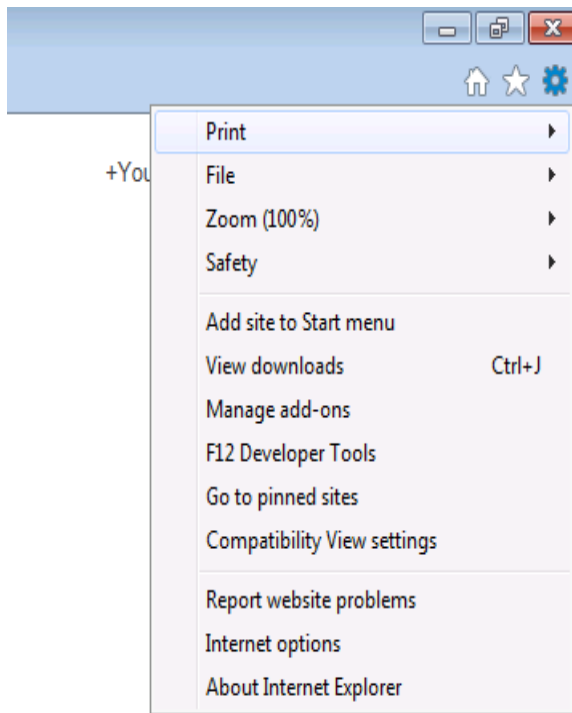 +You
Print
File
Zoom (100%)
Safety
Add site to Start menu
View downloads Ctrl+J
Manage add-ons
F12 Developer Tools
Go to pinned sites
Compatibility View settings
Report website problems
Internet options
About Internet Explorer